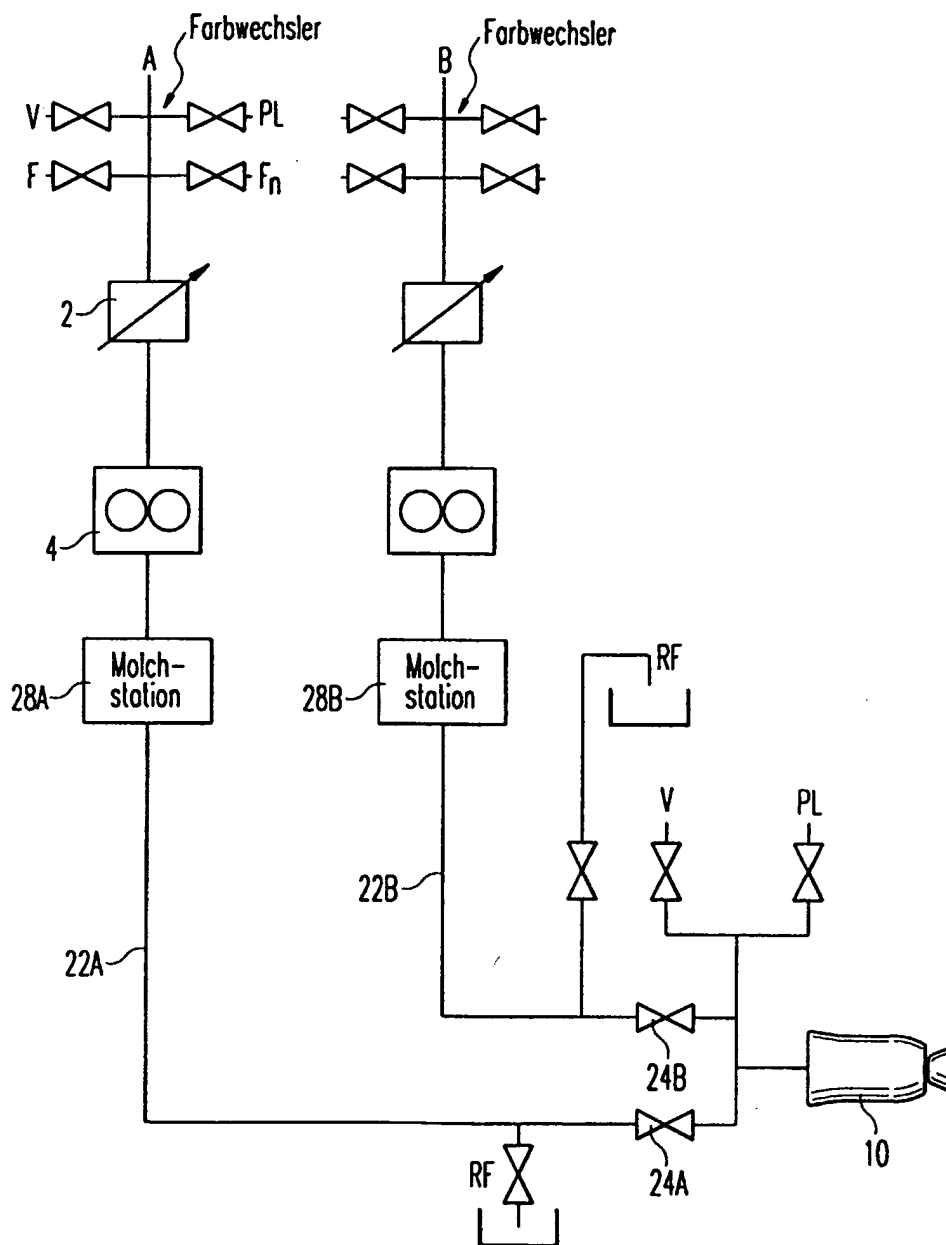 Farbwechsler
Farbwechsler
A
B
V
PL
F
Fn
2
4
Molch-
station
28A
Molch-
station
28B
RF
V
PL
22B
22A
24B
24A
10
RF